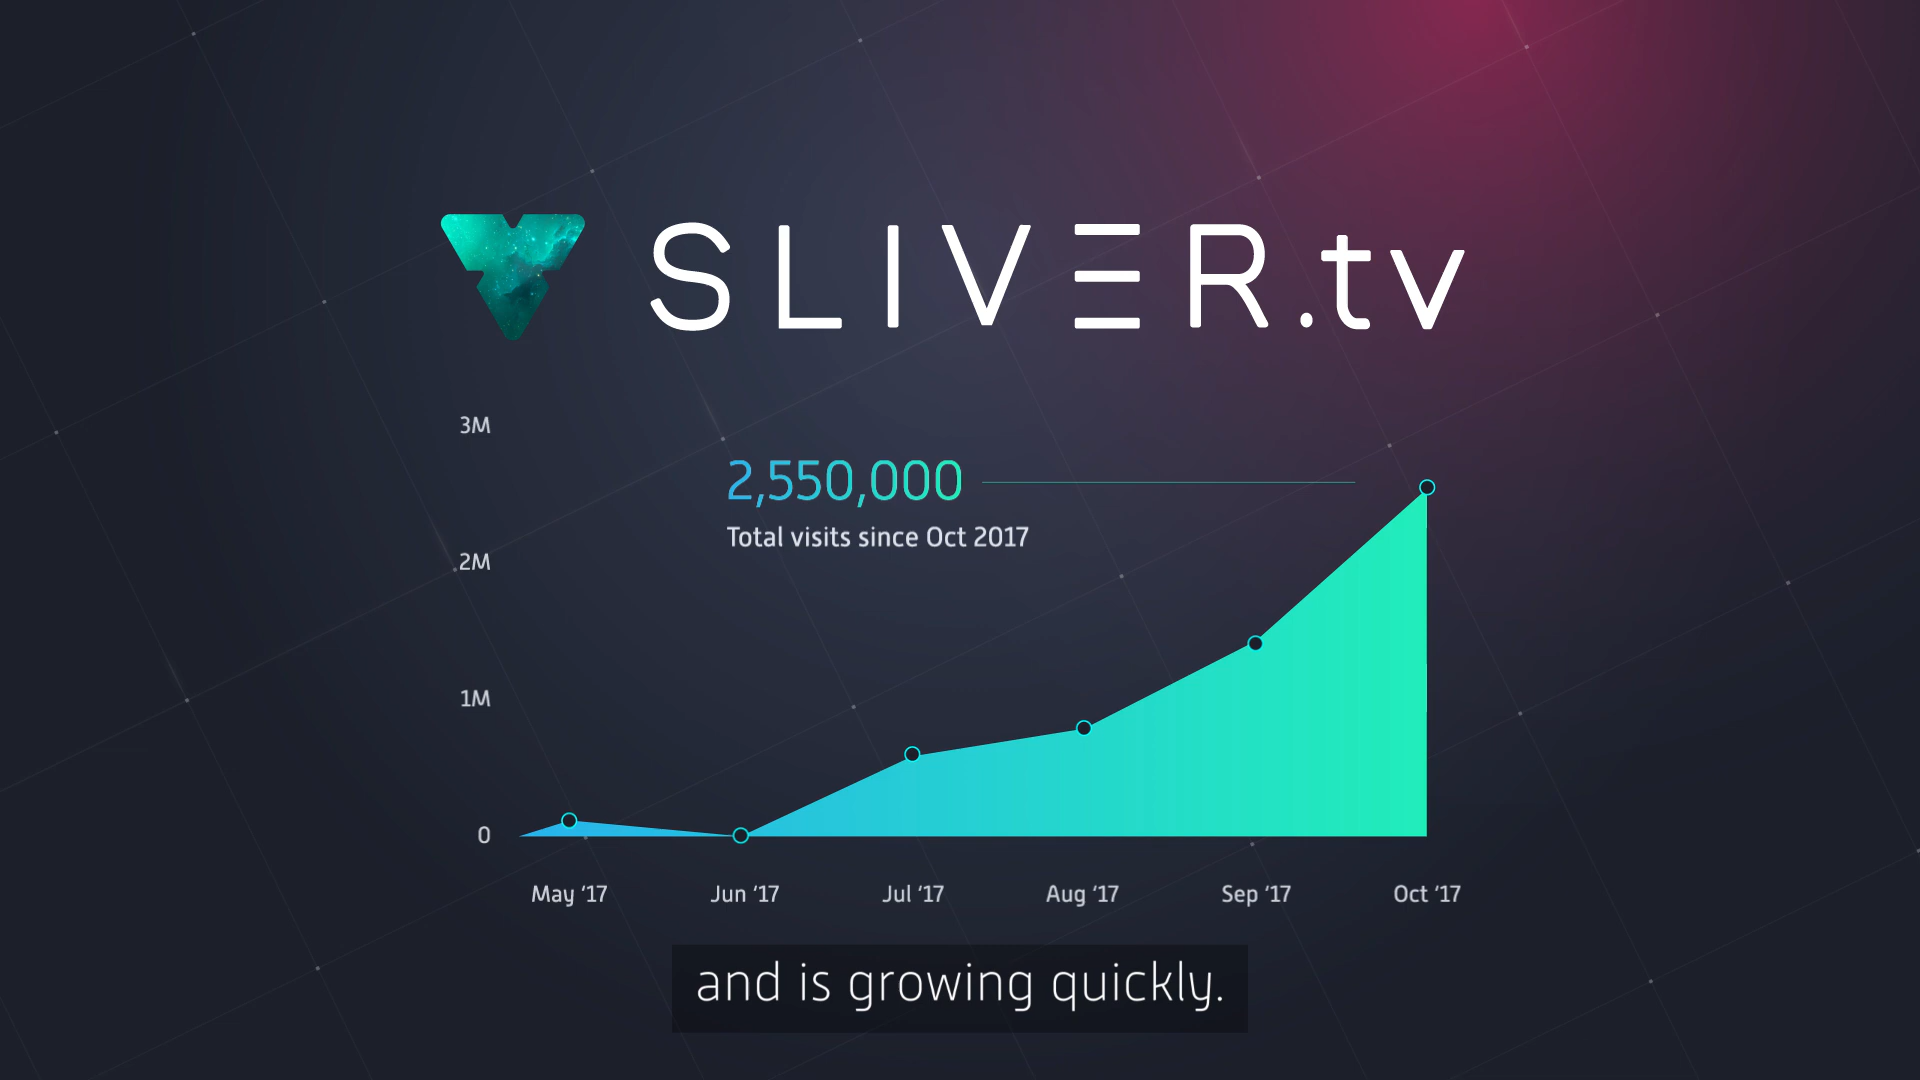 SLIVER.tv
3M
2,550,000
Total visits since Oct 2017
2M
1M
0
May ‘17 Jun ‘17 Jul ‘17 Aug ‘17 Sep ‘17 Oct ‘17
and is growing quickly.